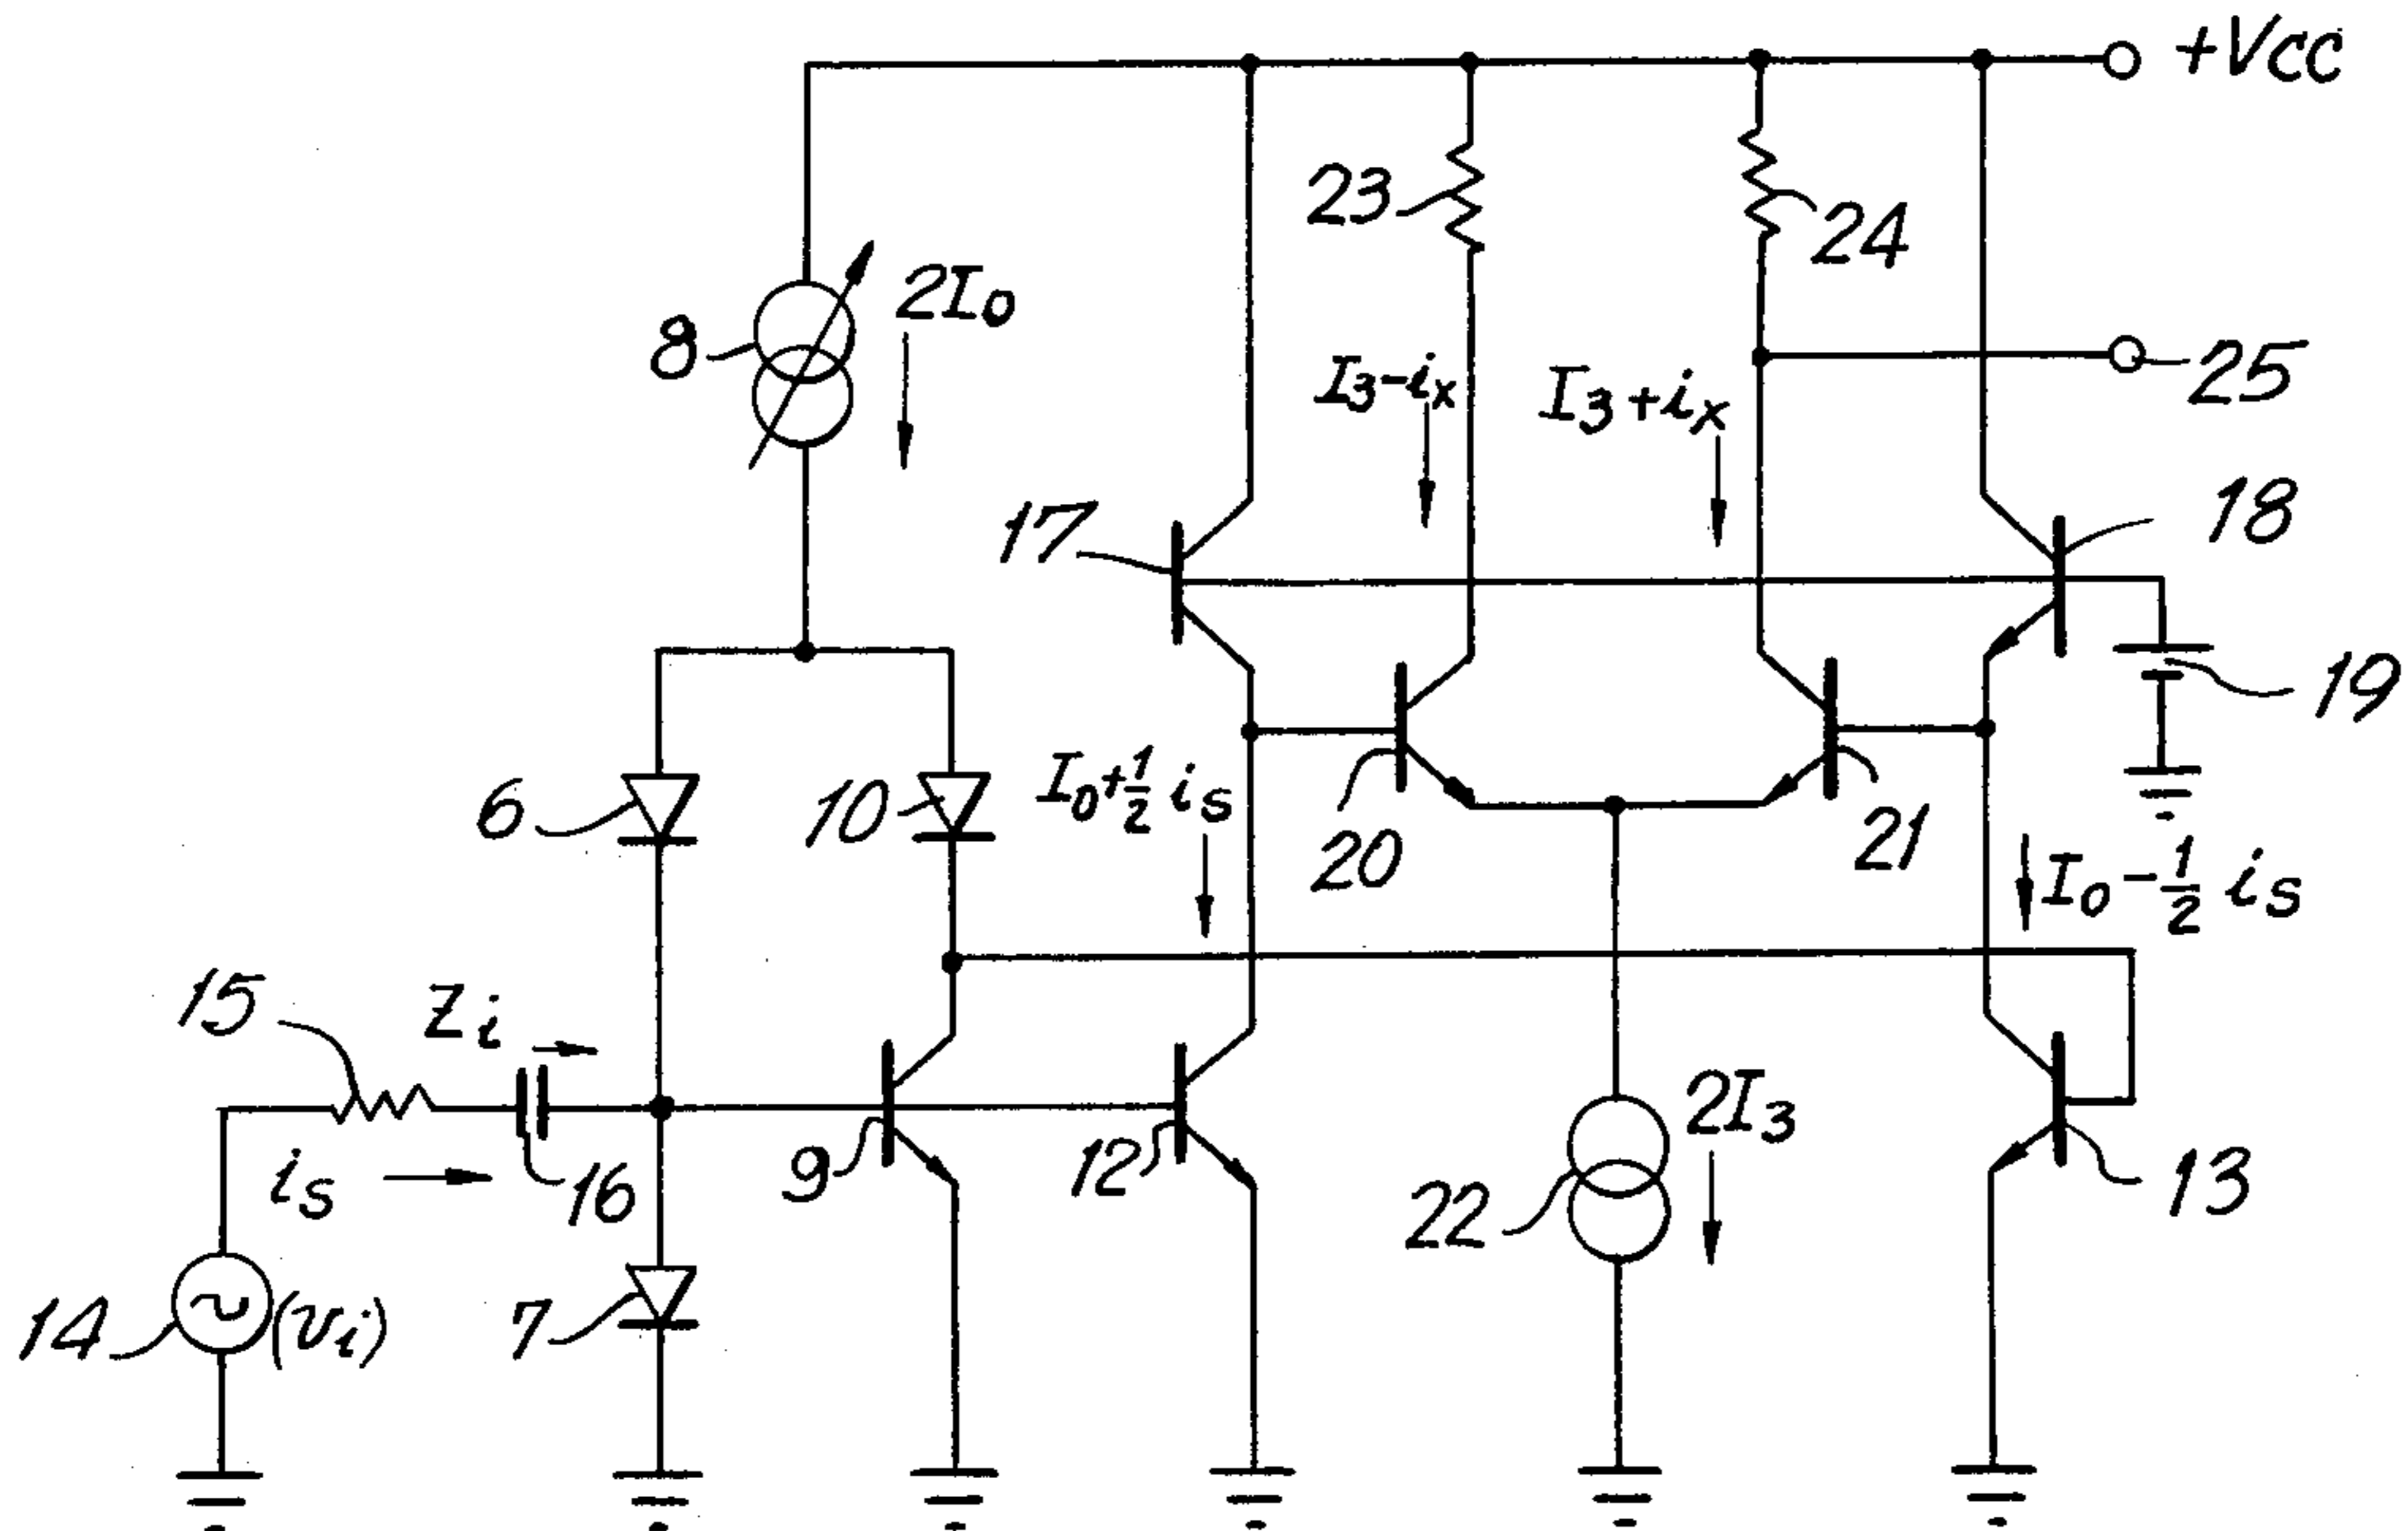 +Vcc
23
24
8
2I₀
25
I₃-iₓ
I₃+iₓ
17
18
19
6
10
I₀+½ iₛ
20
21
I₀-½ iₛ
15
Zᵢ
iₛ
16
9
12
22
2I₃
13
14
(vᵢ)
7